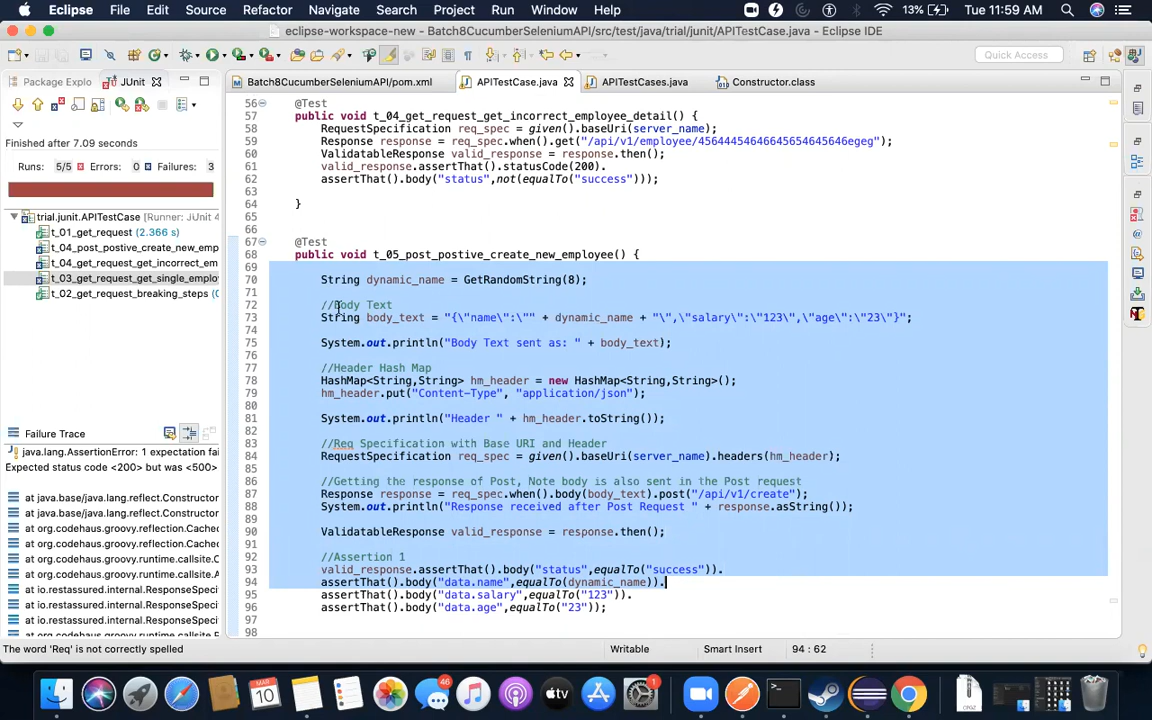 Eclipse File Edit Source Refactor Navigate Search Project Run Window Help 13% Tue 11:59 AM
eclipse-workspace-new - Batch8CucumberSeleniumAPI/src/test/java/trial/junit/APITestCase.java - Eclipse IDE
Quick Access
Package Explo JUnit Batch8CucumberSeleniumAPI/pom.xml APITestCase.java APITestCases.java Constructor.class
Finished after 7.09 seconds
Runs: 5/5 Errors: 0 Failures: 3
trial.junit.APITestCase [Runner: JUnit 4
t_01_get_request (2.366 s)
t_04_post_postive_create_new_emp
t_04_get_request_get_incorrect_em
t_03_get_request_get_single_emplo
t_02_get_request_breaking_steps (0
Failure Trace
java.lang.AssertionError: 1 expectation fai
Expected status code <200> but was <500>
at java.base/java.lang.reflect.Constructor
at java.base/java.lang.reflect.Constructor
at org.codehaus.groovy.reflection.Cache
at org.codehaus.groovy.runtime.callsite.
at org.codehaus.groovy.runtime.callsite.
at io.restassured.internal.ResponseSpeci
at io.restassured.internal.ResponseSpecif
at java.base/java.lang.reflect.Constructor
56 @Test
57 public void t_04_get_request_get_incorrect_employee_detail() {
58 RequestSpecification req_spec = given().baseUri(server_name);
59 Response response = req_spec.when().get("/api/v1/employee/45644454646645654645646egeg");
60 ValidatableResponse valid_response = response.then();
61 valid_response.assertThat().statusCode(200).
62 assertThat().body("status",not(equalTo("success")));
63
64 }
65
66
67 @Test
68 public void t_05_post_postive_create_new_employee() {
69
70 String dynamic_name = GetRandomString(8);
71
72 //Body Text
73 String body_text = "{\"name\":\"" + dynamic_name + "\",\"salary\":\"123\",\"age\":\"23\"}";
74
75 System.out.println("Body Text sent as: " + body_text);
76
77 //Header Hash Map
78 HashMap<String,String> hm_header = new HashMap<String,String>();
79 hm_header.put("Content-Type", "application/json");
80
81 System.out.println("Header " + hm_header.toString());
82
83 //Req Specification with Base URI and Header
84 RequestSpecification req_spec = given().baseUri(server_name).headers(hm_header);
85
86 //Getting the response of Post, Note body is also sent in the Post request
87 Response response = req_spec.when().body(body_text).post("/api/v1/create");
88 System.out.println("Response received after Post Request " + response.asString());
89
90 ValidatableResponse valid_response = response.then();
91
92 //Assertion 1
93 valid_response.assertThat().body("status",equalTo("success")).
94 assertThat().body("data.name",equalTo(dynamic_name)).
95 assertThat().body("data.salary",equalTo("123")).
96 assertThat().body("data.age",equalTo("23"));
97
98
The word 'Req' is not correctly spelled Writable Smart Insert 94 : 62
MAR
10
46
1